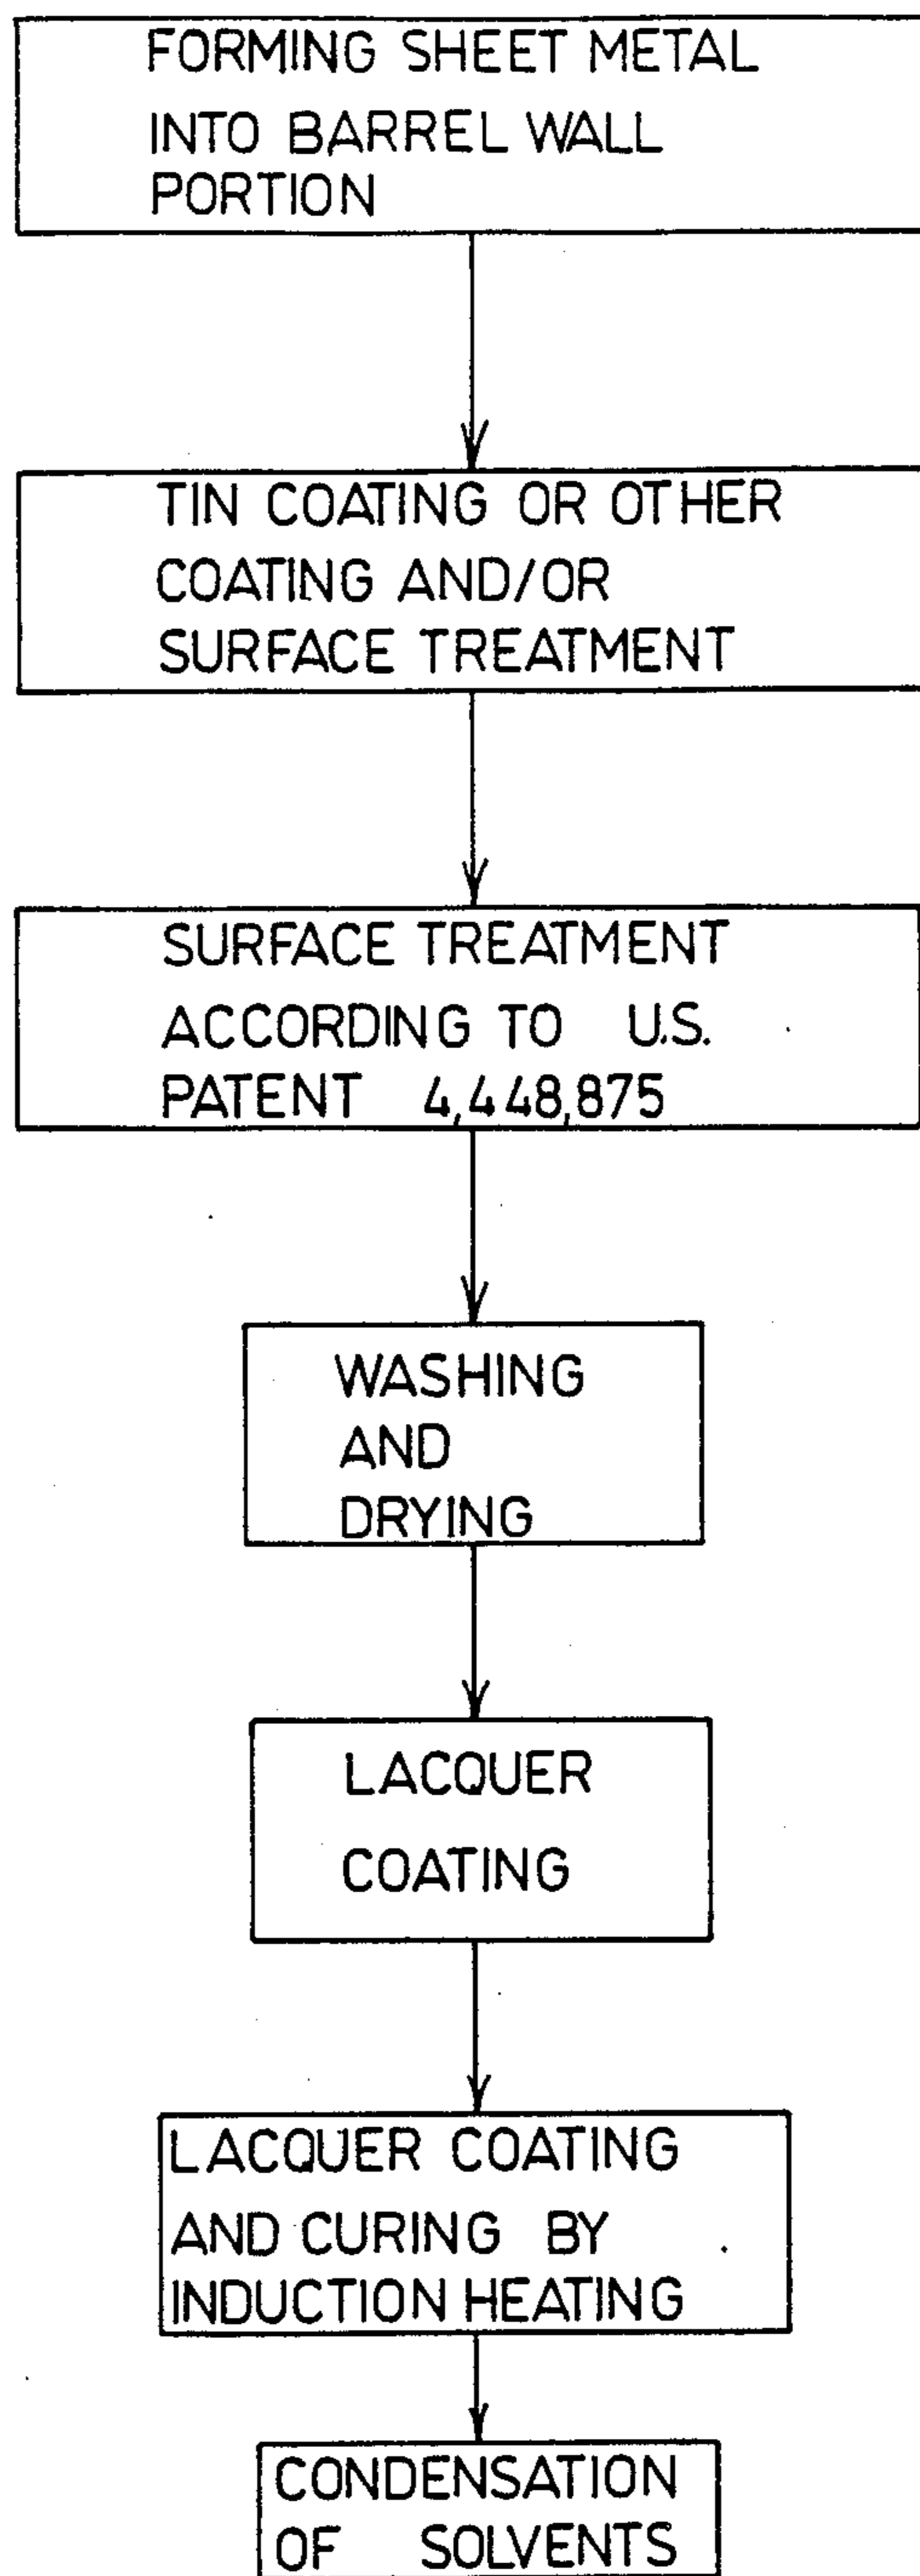 FORMING SHEET METAL
INTO BARREL WALL
PORTION
TIN COATING OR OTHER
COATING AND/OR
SURFACE TREATMENT
SURFACE TREATMENT
ACCORDING TO U.S.
PATENT 4,448,875
WASHING
AND
DRYING
LACQUER
COATING
LACQUER COATING
AND CURING BY
INDUCTION HEATING
CONDENSATION
OF SOLVENTS